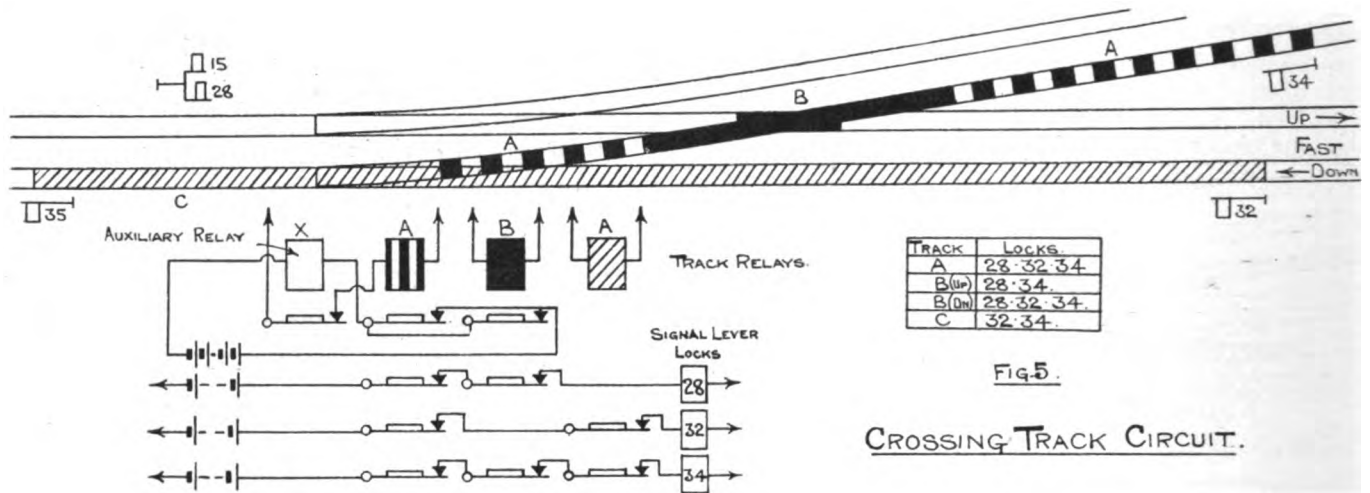 15
28
A
B
A
34
UP →
FAST
← DOWN
C
35
32
AUXILIARY RELAY
X
A
B
A
TRACK RELAYS.
TRACK LOCKS.
A 28·32·34
B(UP) 28·34.
B(DN) 28·32·34.
C 32·34.
SIGNAL LEVER
LOCKS
28
32
34
FIG.5.
CROSSING TRACK CIRCUIT.